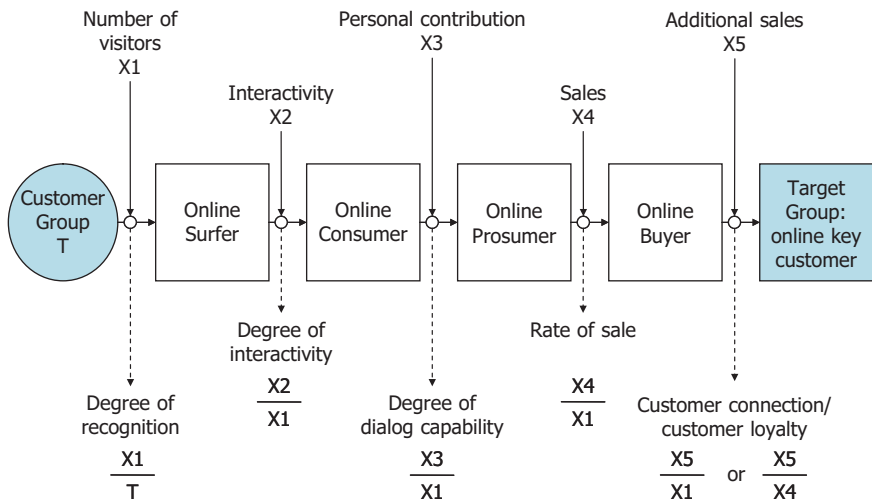 Number of
visitors
X1
Interactivity
X2
Personal contribution
X3
Sales
X4
Additional sales
X5
Customer
Group
T
Online
Surfer
Online
Consumer
Online
Prosumer
Online
Buyer
Target
Group:
online key
customer
Degree of
recognition
X1
T
Degree of
interactivity
X2
X1
Degree of
dialog capability
X3
X1
Rate of sale
X4
X1
Customer connection/
customer loyalty
X5 or X5
X1 X4